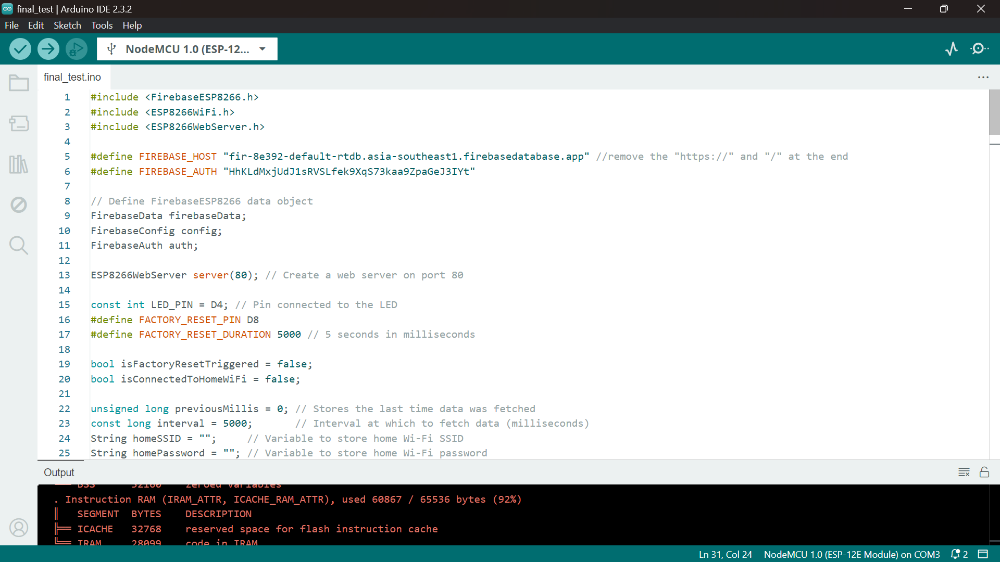 final_test | Arduino IDE 2.3.2
File Edit Sketch Tools Help
NodeMCU 1.0 (ESP-12...
final_test.ino
1 #include <FirebaseESP8266.h>
2 #include <ESP8266WiFi.h>
3 #include <ESP8266WebServer.h>
4
5 #define FIREBASE_HOST "fir-8e392-default-rtdb.asia-southeast1.firebasedatabase.app" //remove the "https://" and "/" at the end
6 #define FIREBASE_AUTH "HhKLdMxjUdJ1sRVSLfek9XqS73kaa9ZpaGeJ3IYt"
7
8 // Define FirebaseESP8266 data object
9 FirebaseData firebaseData;
10 FirebaseConfig config;
11 FirebaseAuth auth;
12
13 ESP8266WebServer server(80); // Create a web server on port 80
14
15 const int LED_PIN = D4; // Pin connected to the LED
16 #define FACTORY_RESET_PIN D8
17 #define FACTORY_RESET_DURATION 5000 // 5 seconds in milliseconds
18
19 bool isFactoryResetTriggered = false;
20 bool isConnectedToHomeWiFi = false;
21
22 unsigned long previousMillis = 0; // Stores the last time data was fetched
23 const long interval = 5000; // Interval at which to fetch data (milliseconds)
24 String homeSSID = ""; // Variable to store home Wi-Fi SSID
25 String homePassword = ""; // Variable to store home Wi-Fi password
Output
BSS 32160 zeroed variables
. Instruction RAM (IRAM_ATTR, ICACHE_RAM_ATTR), used 60867 / 65536 bytes (92%)
║ SEGMENT BYTES DESCRIPTION
╠══ ICACHE 32768 reserved space for flash instruction cache
╚══ IRAM 28099 code in IRAM
Ln 31, Col 24 NodeMCU 1.0 (ESP-12E Module) on COM3 2